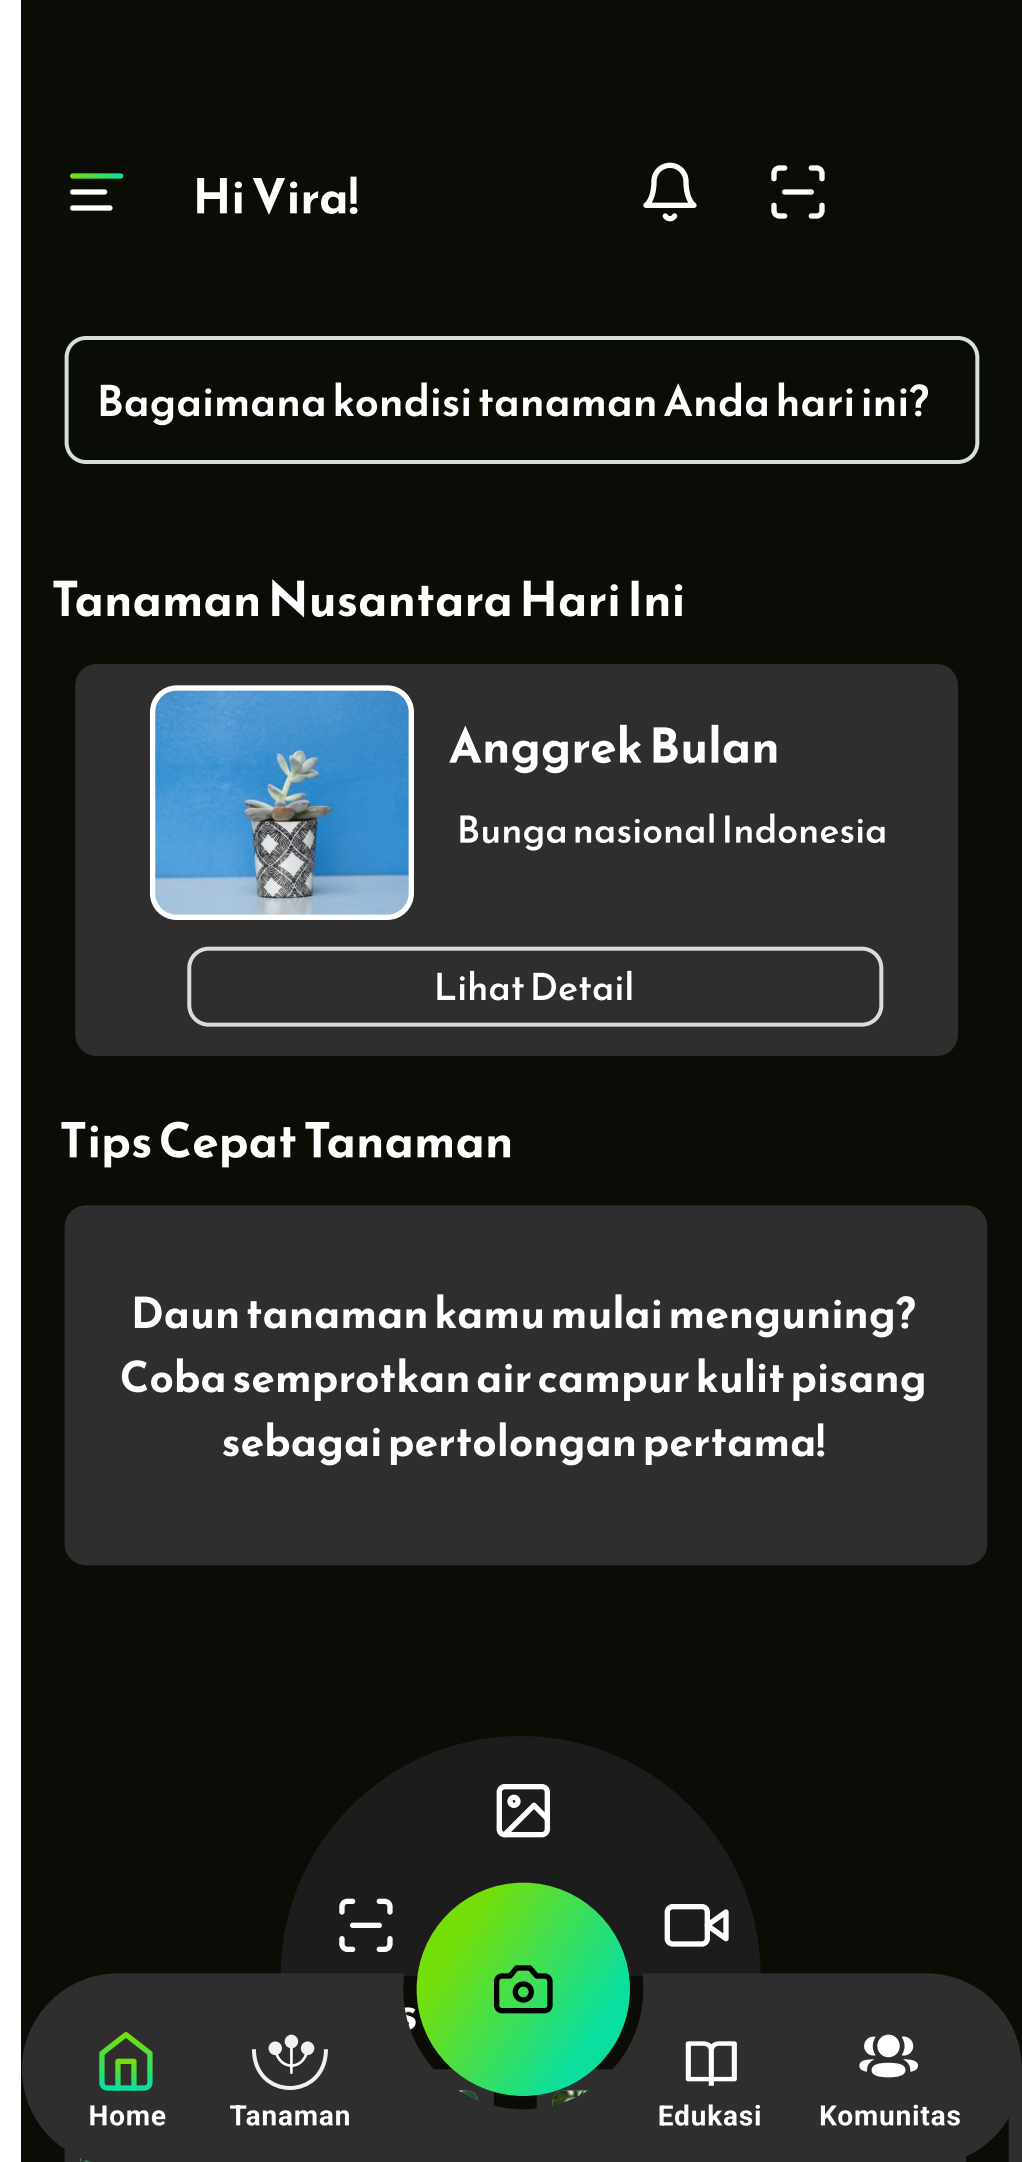 Hi Vira!
Bagaimana kondisi tanaman Anda hari ini?
Tanaman Nusantara Hari Ini
Anggrek Bulan
Bunga nasional Indonesia
Lihat Detail
Tips Cepat Tanaman
Daun tanaman kamu mulai menguning?
Coba semprotkan air campur kulit pisang
sebagai pertolongan pertama!
Home
Tanaman
Edukasi
Komunitas